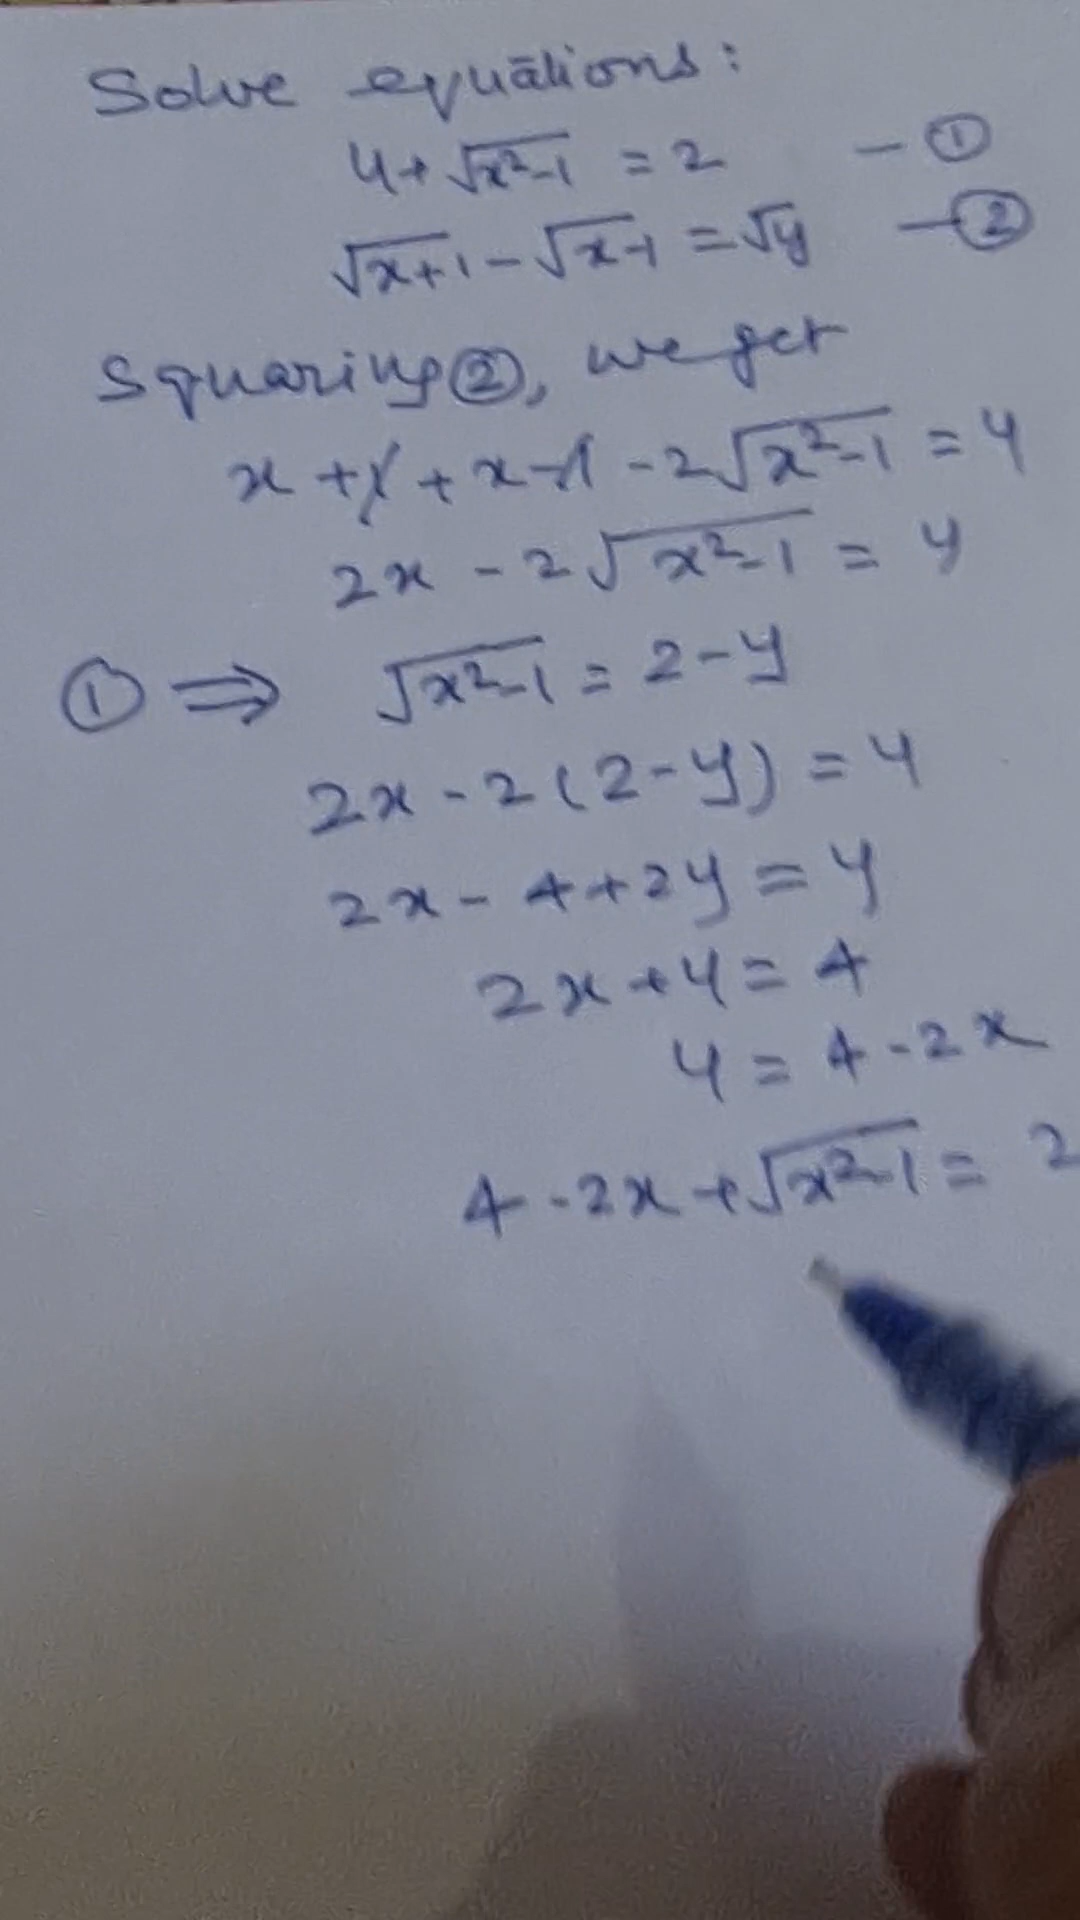 Solve equations:
y + √(x²-1) = 2 - ①
√(x+1) - √(x-1) = √y - ②
Squaring ②, we get
x + 1 + x - 1 - 2√(x²-1) = y
2x - 2√(x²-1) = y
① ⇒ √(x²-1) = 2 - y
2x - 2(2 - y) = y
2x - 4 + 2y = y
2x + y = 4
y = 4 - 2x
4 - 2x + √(x²-1) = 2